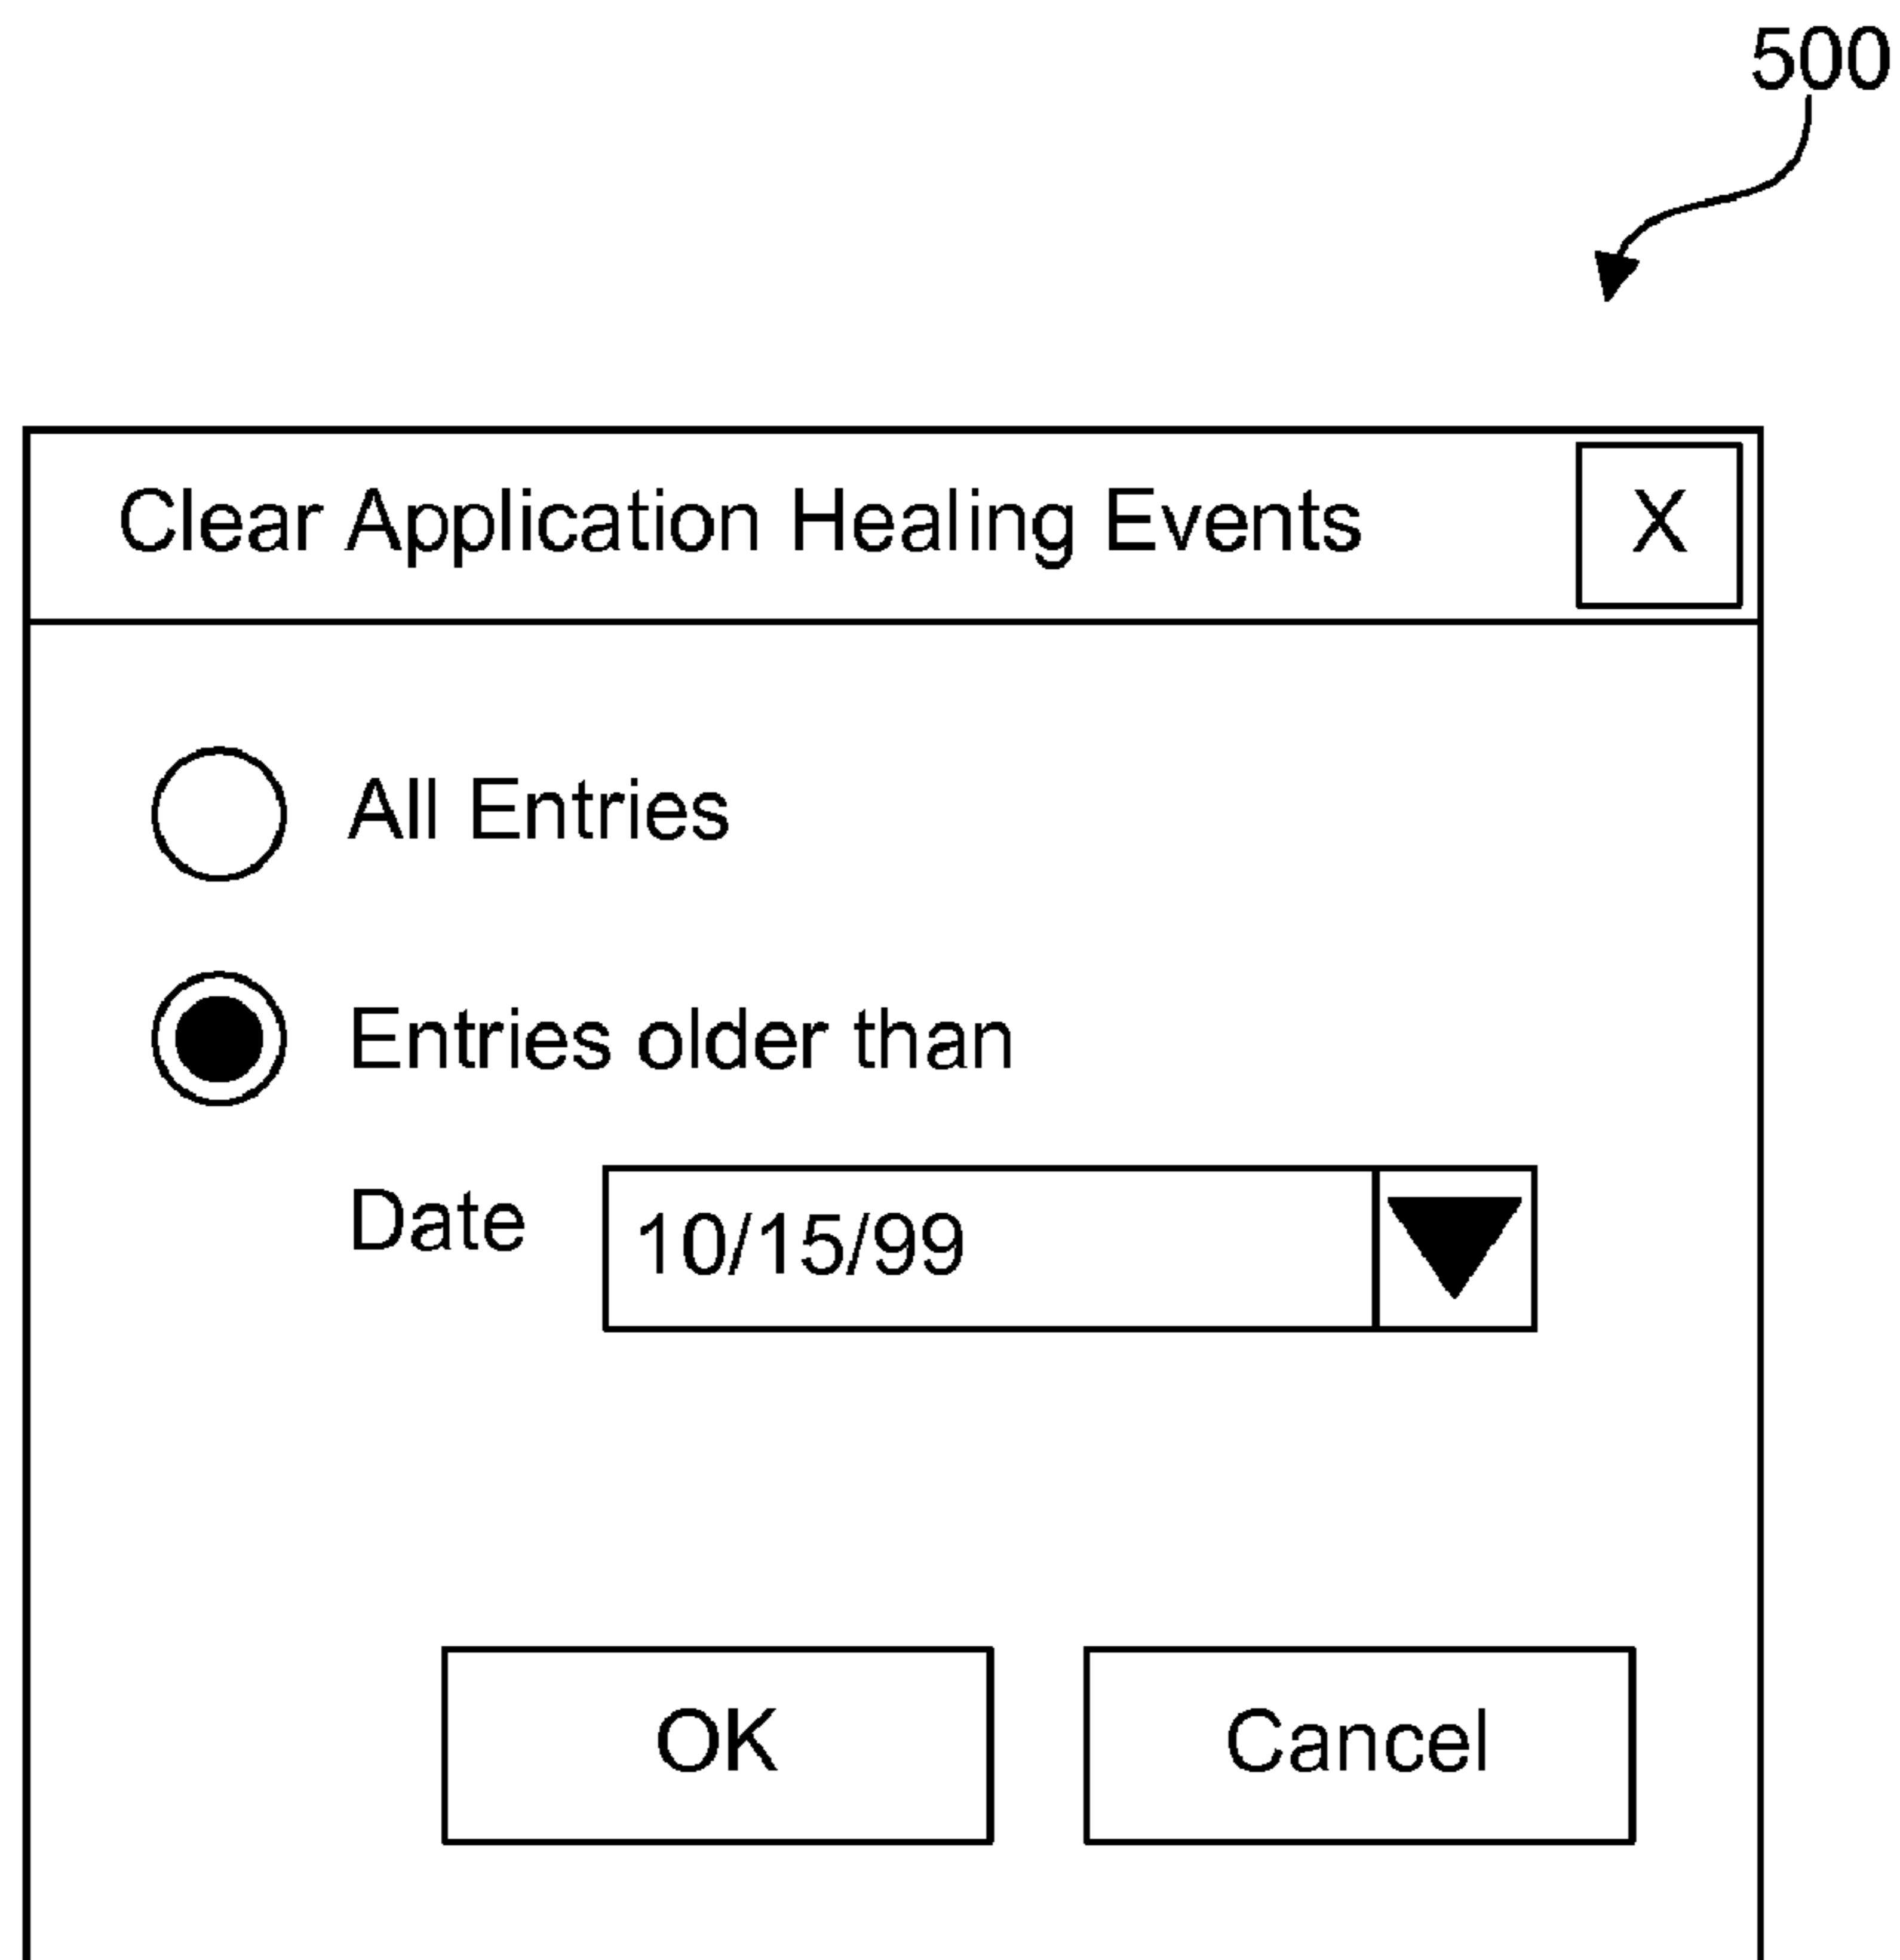 500
Clear Application Healing Events X
All Entries
Entries older than
Date 10/15/99
OK Cancel